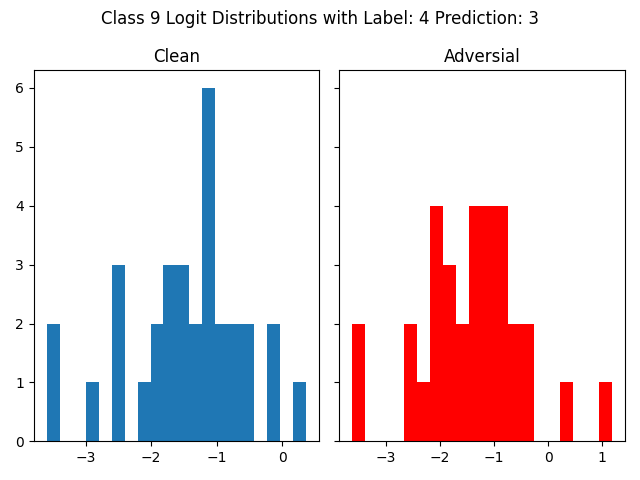 Class 9 Logit Distributions with Label: 4 Prediction: 3
Clean
Adversial
6
5
4
3
2
1
0
−3 −2 −1 0
−3 −2 −1 0 1